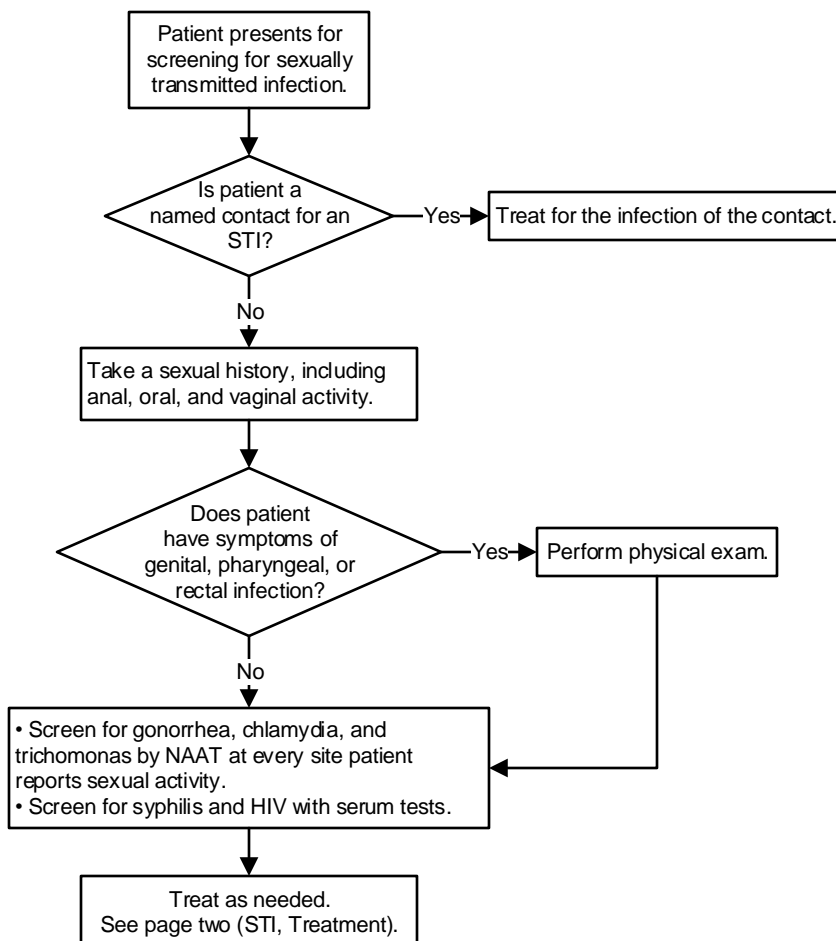 Patient presents for
screening for sexually
transmitted infection.
Is patient a
named contact for an
STI?
Yes
Treat for the infection of the contact.
No
Take a sexual history, including
anal, oral, and vaginal activity.
Does patient
have symptoms of
genital, pharyngeal, or
rectal infection?
Yes
Perform physical exam.
No
• Screen for gonorrhea, chlamydia, and
trichomonas by NAAT at every site patient
reports sexual activity.
• Screen for syphilis and HIV with serum tests.
Treat as needed.
See page two (STI, Treatment).